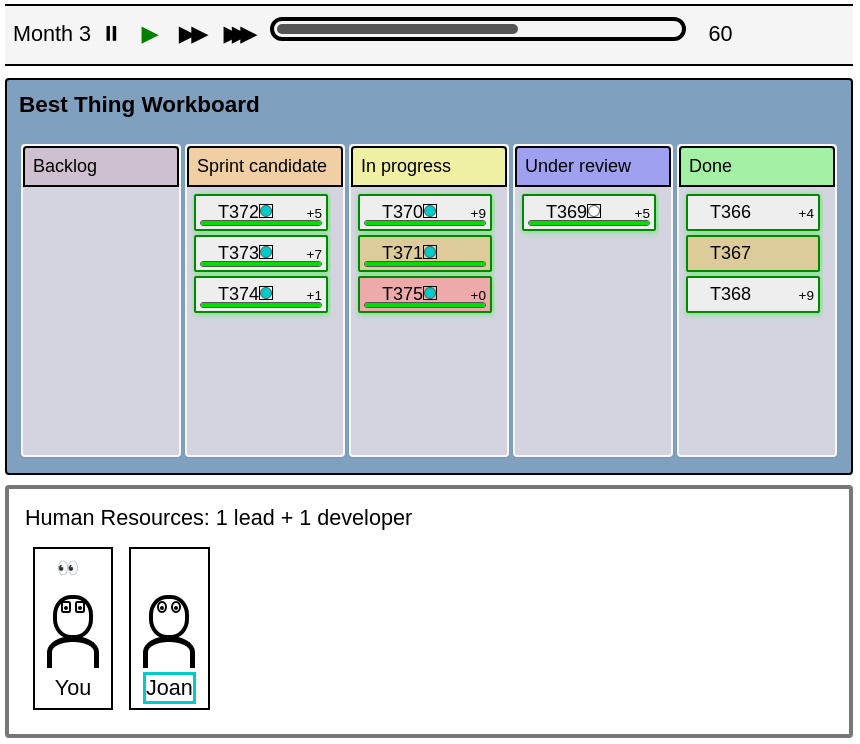 Month 3 60
Best Thing Workboard
Backlog Sprint candidate In progress Under review Done
T372 +5 T370 +9 T369 +5 T366 +4
T373 +7 T371 T367
T374 +1 T375 +0 T368 +9
Human Resources: 1 lead + 1 developer
You Joan